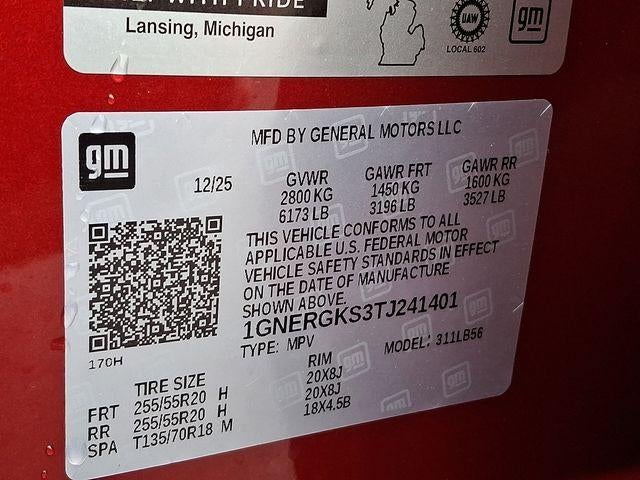 Lansing, Michigan
UAW
LOCAL 602
gm
gm
MFD BY GENERAL MOTORS LLC
12/25
GVWR GAWR FRT GAWR RR
2800 KG 1450 KG 1600 KG
6173 LB 3196 LB 3527 LB
THIS VEHICLE CONFORMS TO ALL
APPLICABLE U.S. FEDERAL MOTOR
VEHICLE SAFETY STANDARDS IN EFFECT
ON THE DATE OF MANUFACTURE
SHOWN ABOVE.
1GNERGKS3TJ241401
TYPE: MPV MODEL: 311LB56
170H
TIRE SIZE RIM
FRT 255/55R20 H 20X8J
RR 255/55R20 H 20X8J
SPA T135/70R18 M 18X4.5B